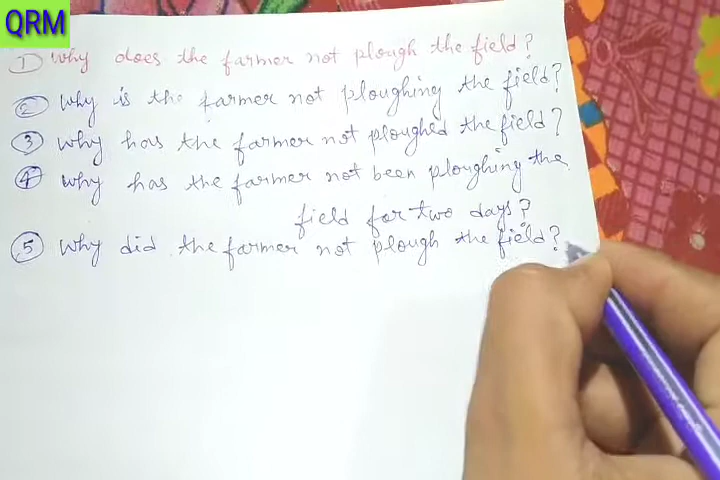 QRM
① Why does the farmer not plough the field?
② Why is the farmer not ploughing the field?
③ Why has the farmer not ploughed the field?
④ Why has the farmer not been ploughing the
field for two days?
⑤ Why did the farmer not plough the field?